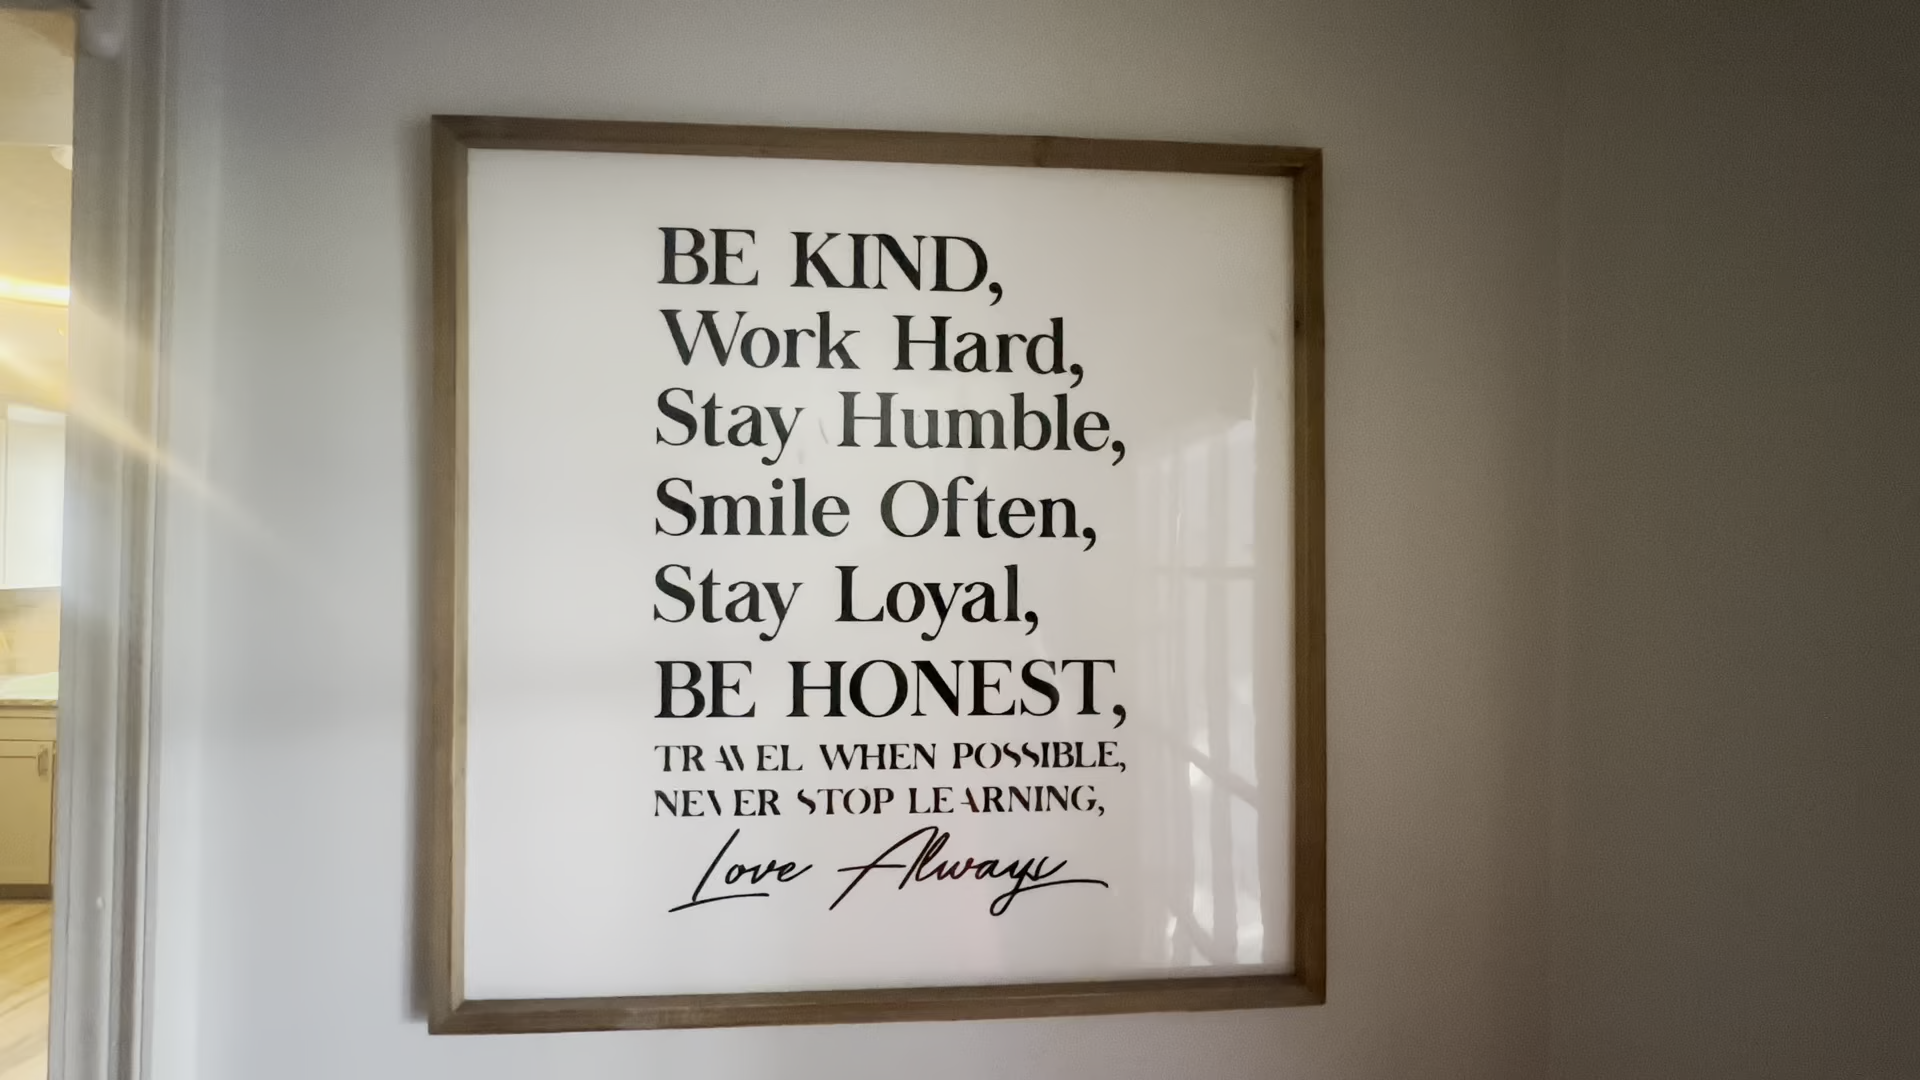 BE KIND,
Work Hard,
Stay Humble,
Smile Often,
Stay Loyal,
BE HONEST,
TRAVEL WHEN POSSIBLE,
NEVER STOP LEARNING,
Love Always